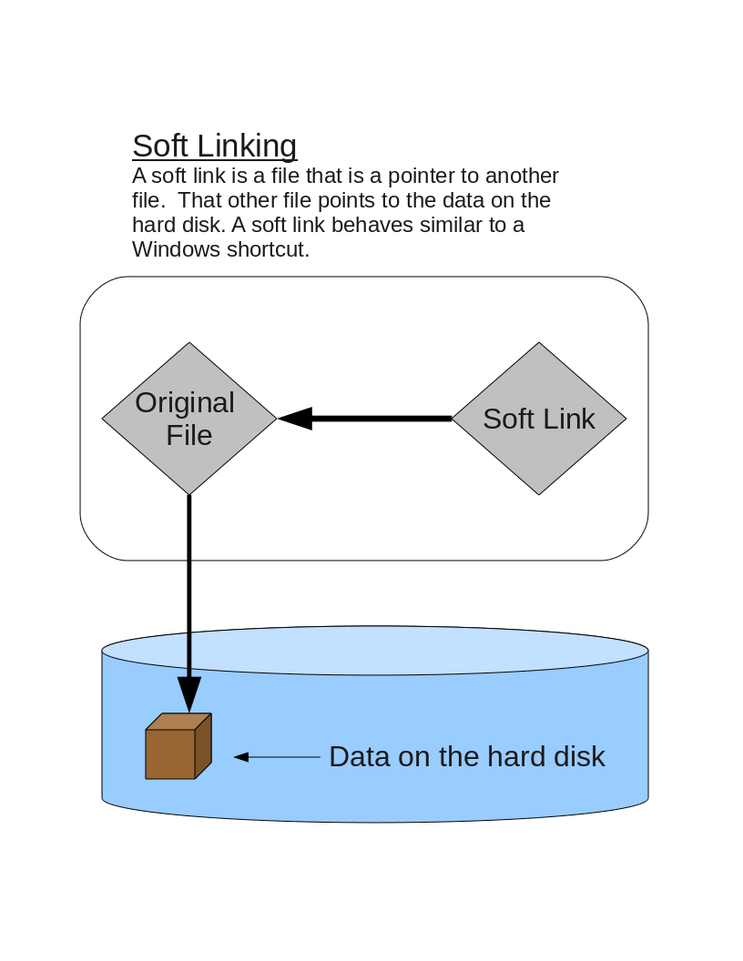 Soft Linking
A soft link is a file that is a pointer to another
file.  That other file points to the data on the
hard disk. A soft link behaves similar to a
Windows shortcut.
Original
File
Soft Link
Data on the hard disk